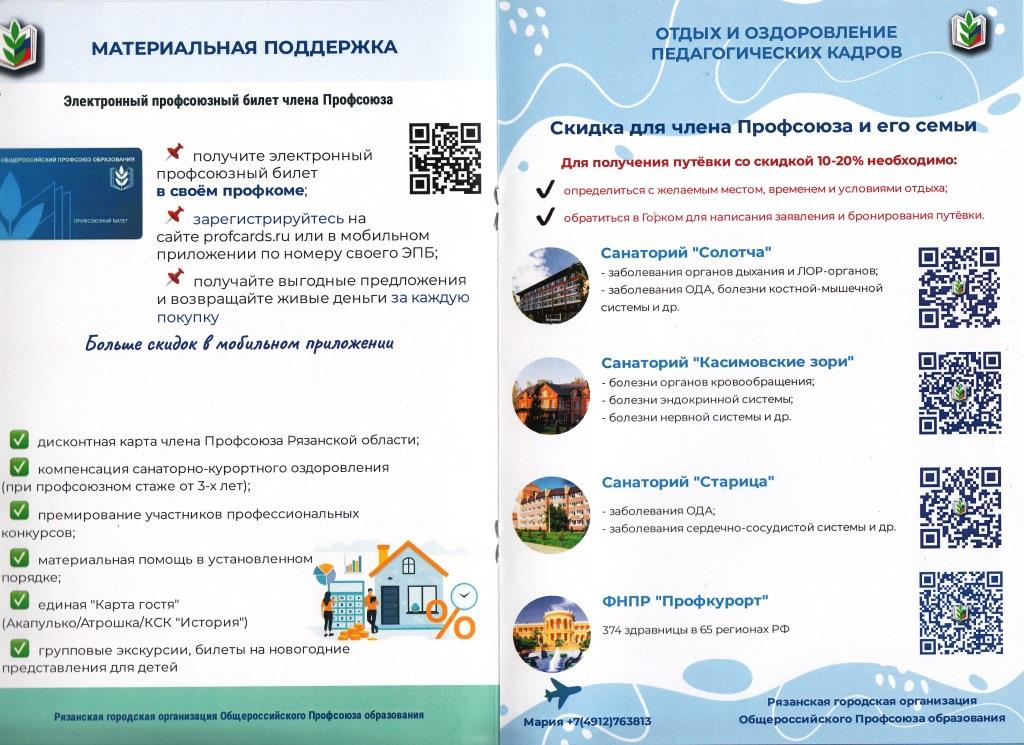 МАТЕРИАЛЬНАЯ ПОДДЕРЖКА
Электронный профсоюзный билет члена Профсоюза
ОБЩЕРОССИЙСКИЙ ПРОФСОЮЗ ОБРАЗОВАНИЯ
ПРОФСОЮЗНЫЙ БИЛЕТ
получите электронный
профсоюзный билет
в своём профкоме;
зарегистрируйтесь на
сайте profcards.ru или в мобильном
приложении по номеру своего ЭПБ;
получайте выгодные предложения
и возвращайте живые деньги за каждую
покупку
Больше скидок в мобильном приложении
дисконтная карта члена Профсоюза Рязанской области;
компенсация санаторно-курортного оздоровления
(при профсоюзном стаже от 3-х лет);
премирование участников профессиональных
конкурсов;
материальная помощь в установленном
порядке;
единая "Карта гостя"
(Акапулько/Атрошка/КСК "История")
групповые экскурсии, билеты на новогодние
представления для детей
%
Рязанская городская организация Общероссийского Профсоюза образования
ОТДЫХ И ОЗДОРОВЛЕНИЕ
ПЕДАГОГИЧЕСКИХ КАДРОВ
Скидка для члена Профсоюза и его семьи
Для получения путёвки со скидкой 10-20% необходимо:
определиться с желаемым местом, временем и условиями отдыха;
обратиться в Горком для написания заявления и бронирования путёвки.
Санаторий "Солотча"
- заболевания органов дыхания и ЛОР-органов;
- заболевания ОДА, болезни костной-мышечной
системы и др.
Санаторий "Касимовские зори"
- болезни органов кровообращения;
- болезни эндокринной системы;
- болезни нервной системы и др.
Санаторий "Старица"
- заболевания ОДА;
- заболевания сердечно-сосудистой системы и др.
ФНПР "Профкурорт"
374 здравницы в 65 регионах РФ
Мария +7(4912)763813
Рязанская городская организация
Общероссийского Профсоюза образования